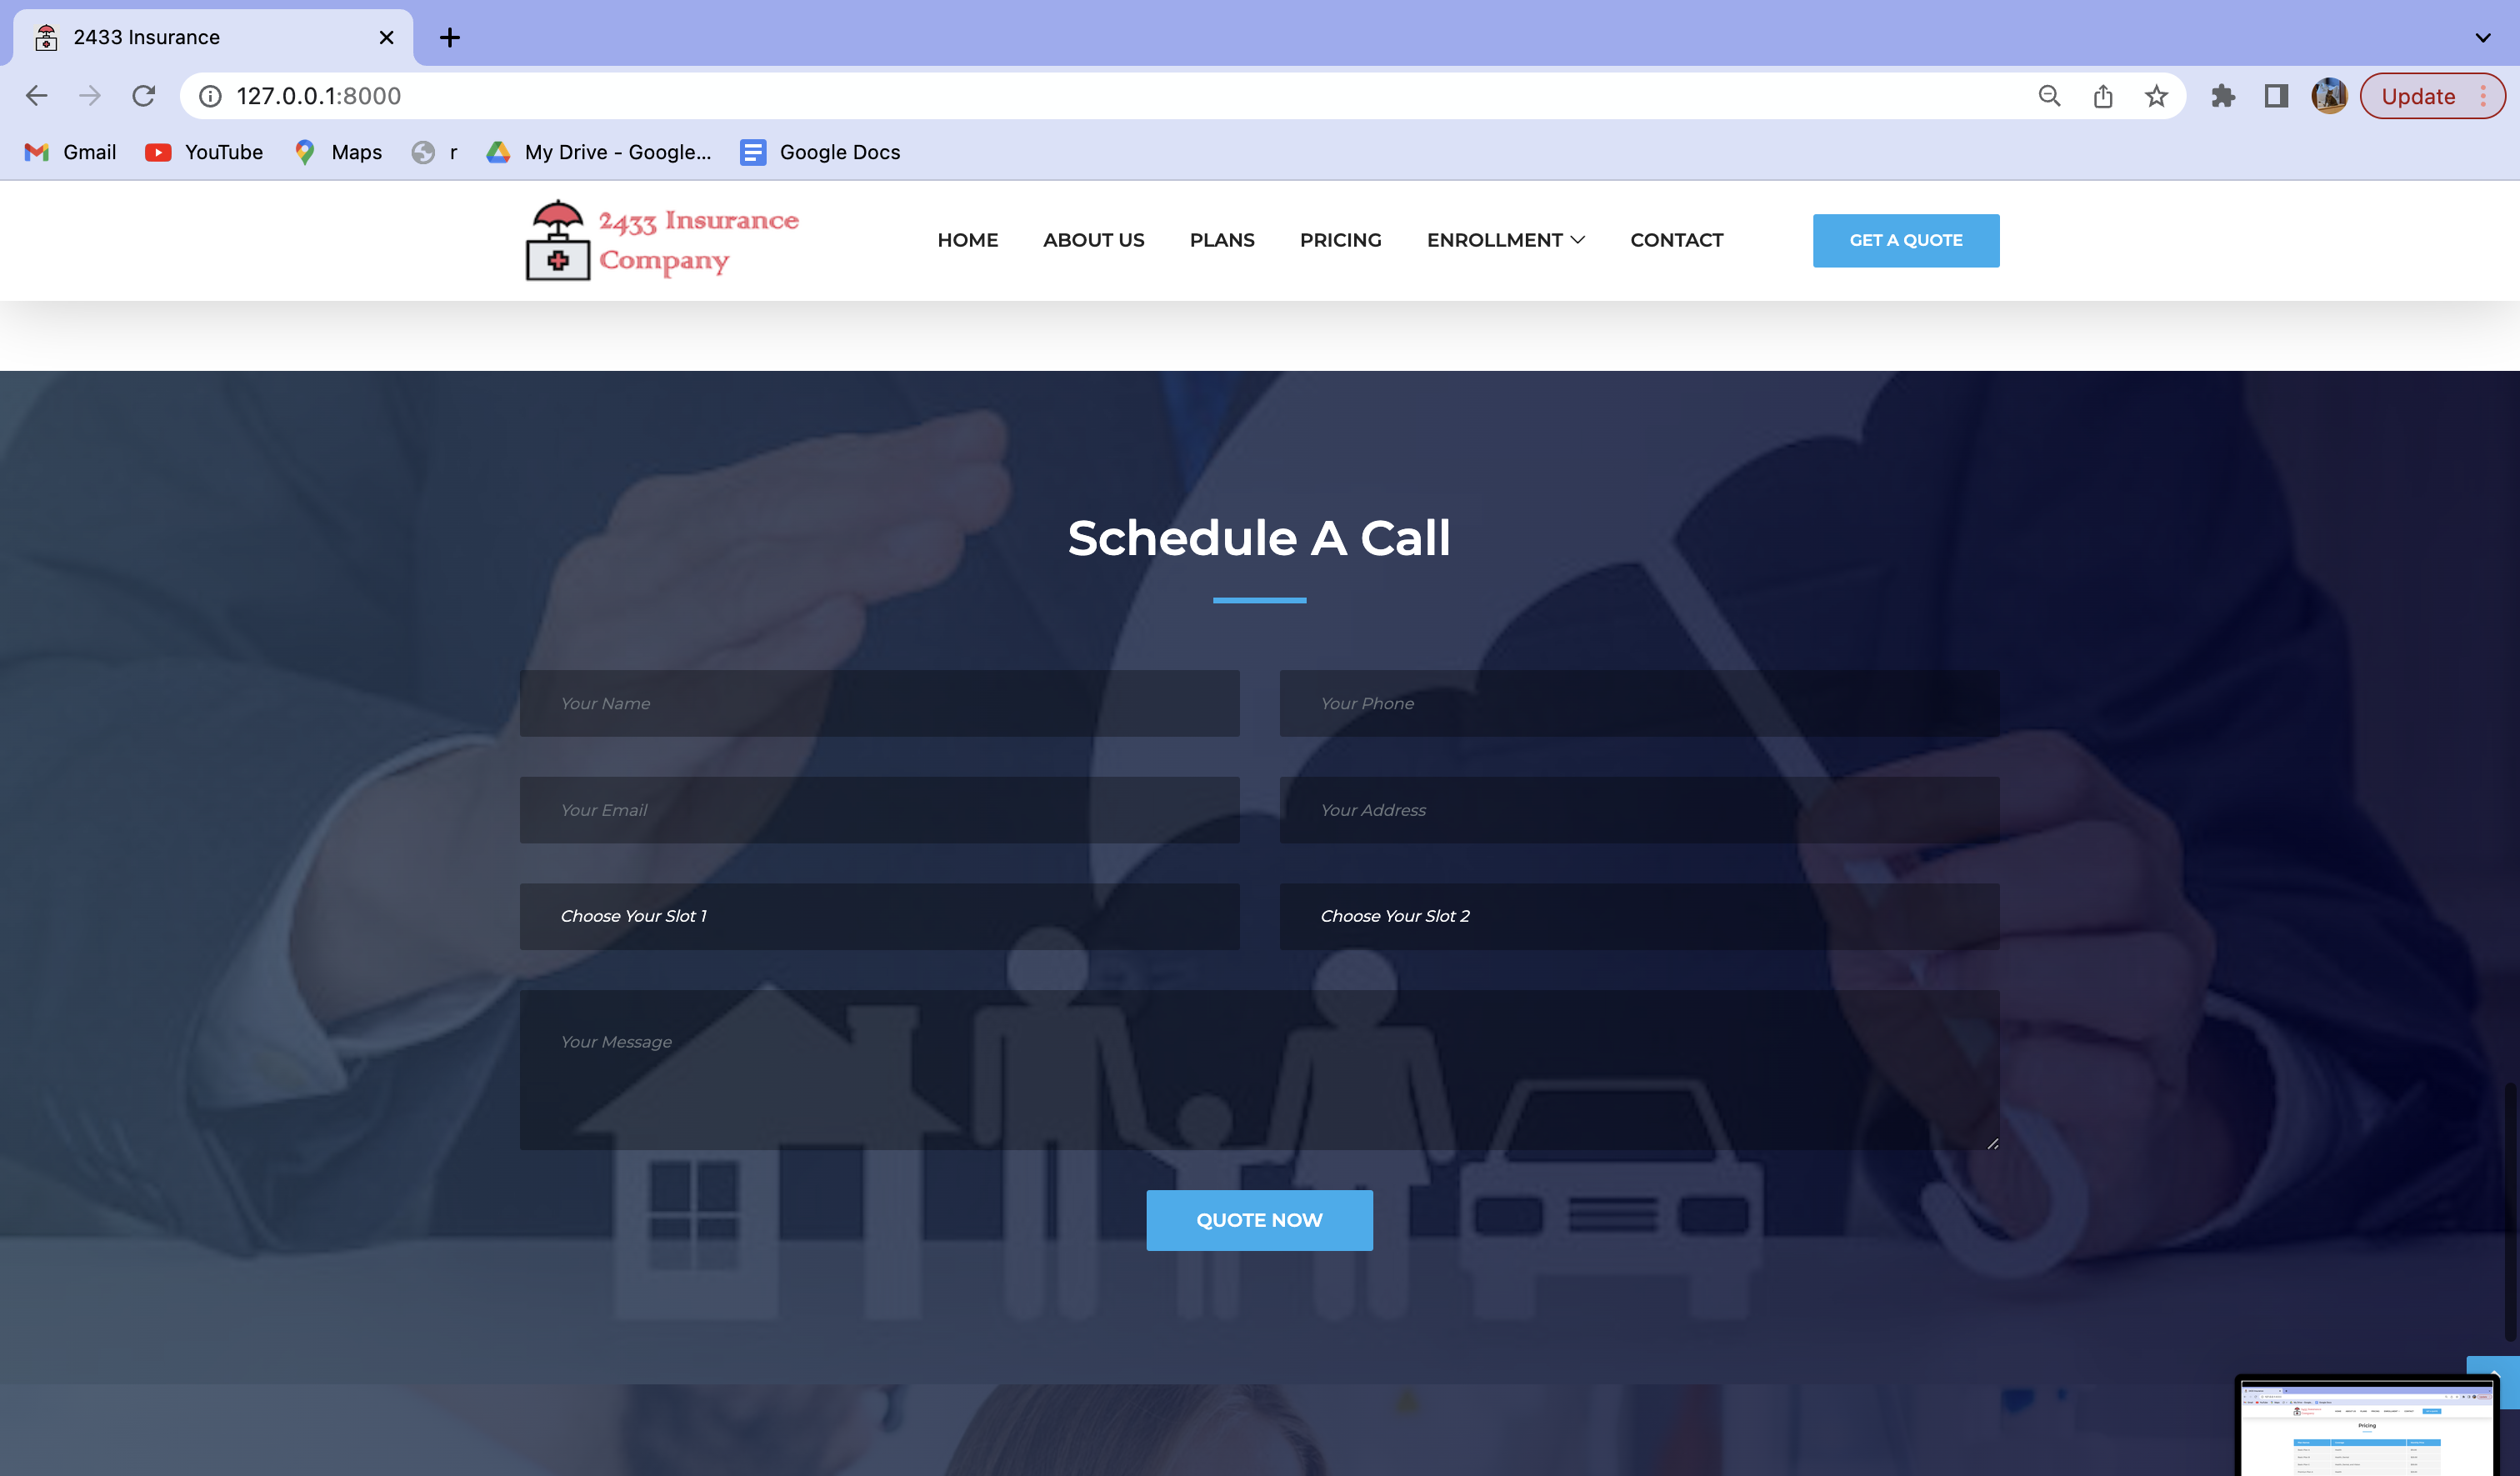 2433 Insurance
127.0.0.1:8000
Update
Gmail
YouTube
Maps
r
My Drive - Google...
Google Docs
2433 Insurance
Company
HOME
ABOUT US
PLANS
PRICING
ENROLLMENT
CONTACT
GET A QUOTE
Schedule A Call
Your Name
Your Phone
Your Email
Your Address
Choose Your Slot 1
Choose Your Slot 2
Your Message
QUOTE NOW
Pricing